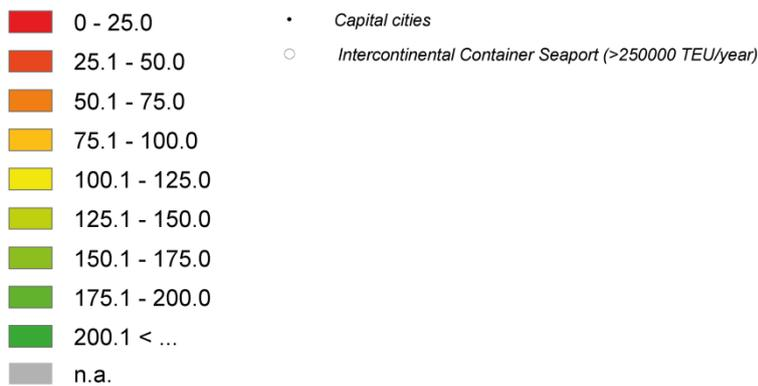 0 - 25.0
25.1 - 50.0
50.1 - 75.0
75.1 - 100.0
100.1 - 125.0
125.1 - 150.0
150.1 - 175.0
175.1 - 200.0
200.1 < ...
n.a.
Capital cities
Intercontinental Container Seaport (>250000 TEU/year)